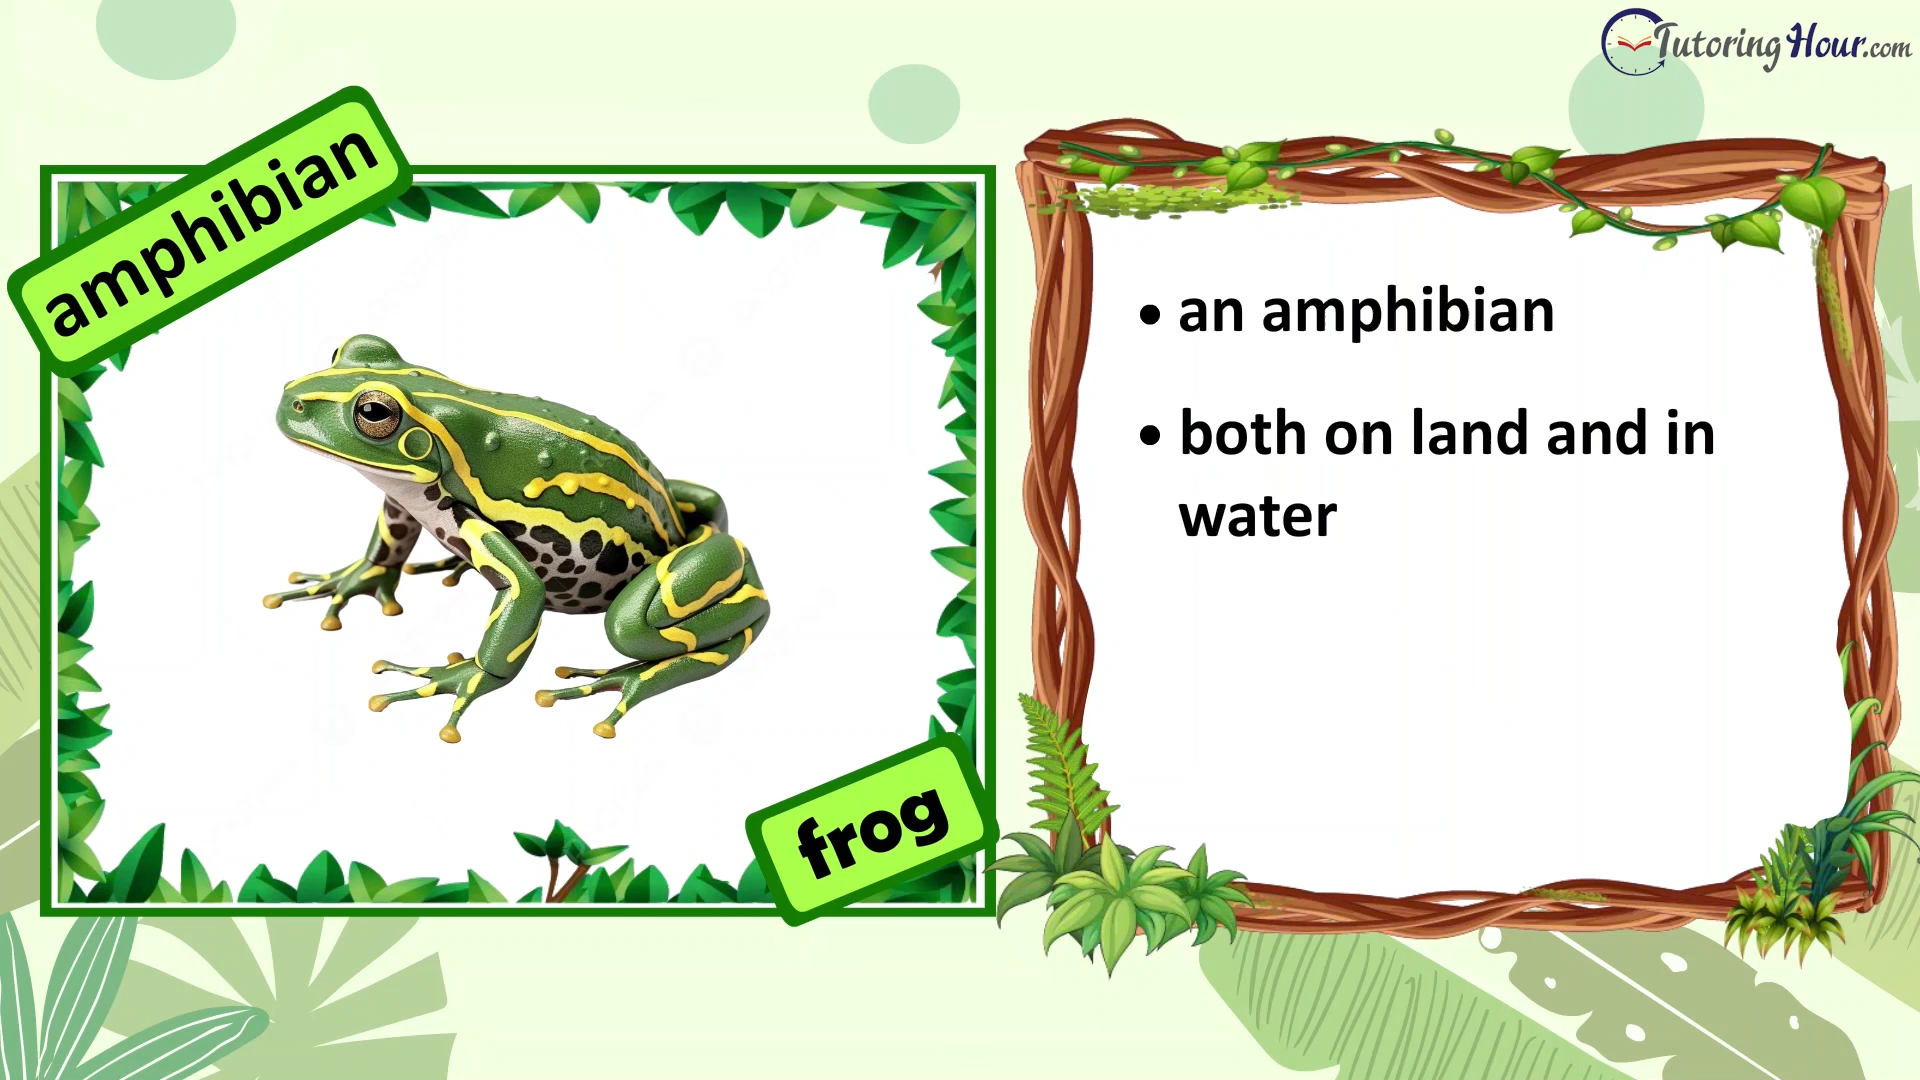 TutoringHour.com
amphibian
frog
• an amphibian
• both on land and in
water